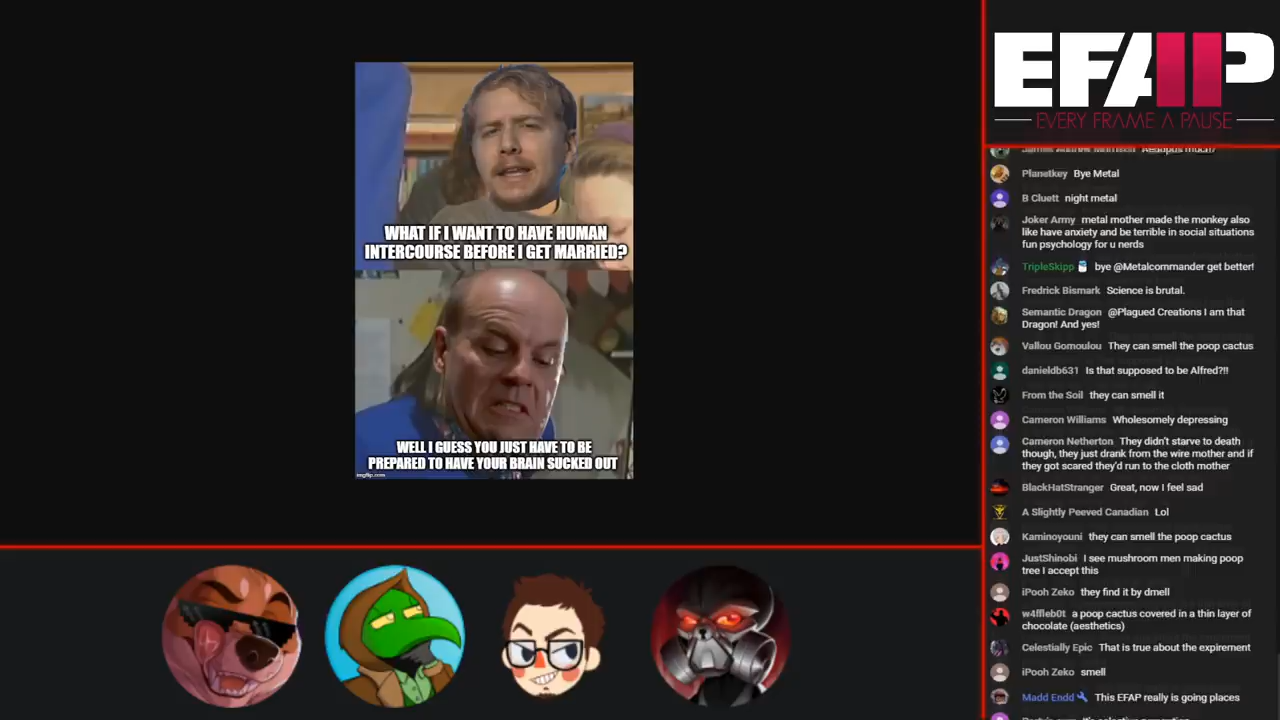 WHAT IF I WANT TO HAVE HUMAN
INTERCOURSE BEFORE I GET MARRIED?
WELL I GUESS YOU JUST HAVE TO BE
PREPARED TO HAVE YOUR BRAIN SUCKED OUT
imgflip.com
EFAP
EVERY FRAME A PAUSE
Planetkey Bye Metal
B Cluett night metal
Joker Army metal mother made the monkey also
like have anxiety and be terrible in social situations
fun psychology for u nerds
TripleSkipp bye @Metalcommander get better!
Fredrick Bismark Science is brutal.
Semantic Dragon @Plagued Creations I am that
Dragon! And yes!
Vallou Gomoulou They can smell the poop cactus
danieldb631 Is that supposed to be Alfred?!!
From the Soil they can smell it
Cameron Williams Wholesomely depressing
Cameron Netherton They didn't starve to death
though, they just drank from the wire mother and if
they got scared they'd run to the cloth mother
BlackHatStranger Great, now I feel sad
A Slightly Peeved Canadian Lol
Kaminoyouni they can smell the poop cactus
JustShinobi I see mushroom men making poop
tree I accept this
iPooh Zeko they find it by dmell
w4ffleb0t a poop cactus covered in a thin layer of
chocolate (aesthetics)
Celestially Epic That is true about the expirement
iPooh Zeko smell
Madd Endd This EFAP really is going places